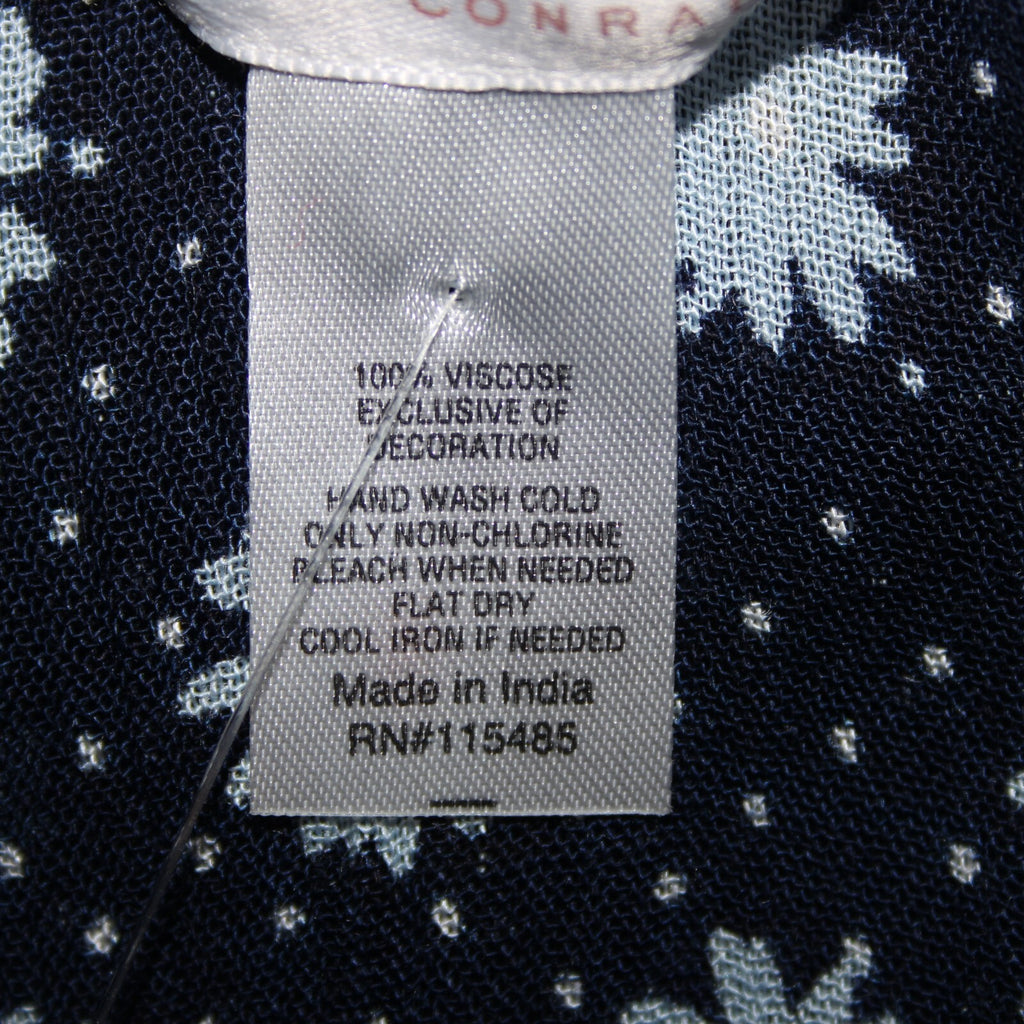 CONRA
100% VISCOSE
EXCLUSIVE OF
DECORATION
HAND WASH COLD
ONLY NON-CHLORINE
BLEACH WHEN NEEDED
FLAT DRY
COOL IRON IF NEEDED
Made in India
RN#115485